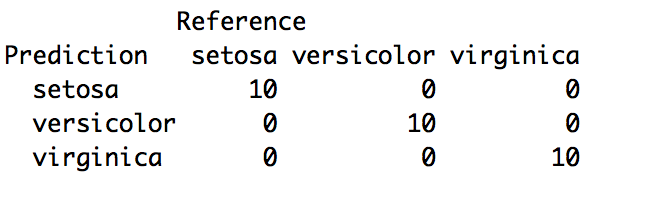 Reference
Prediction setosa versicolor virginica
setosa 10 0 0
versicolor 0 10 0
virginica 0 0 10